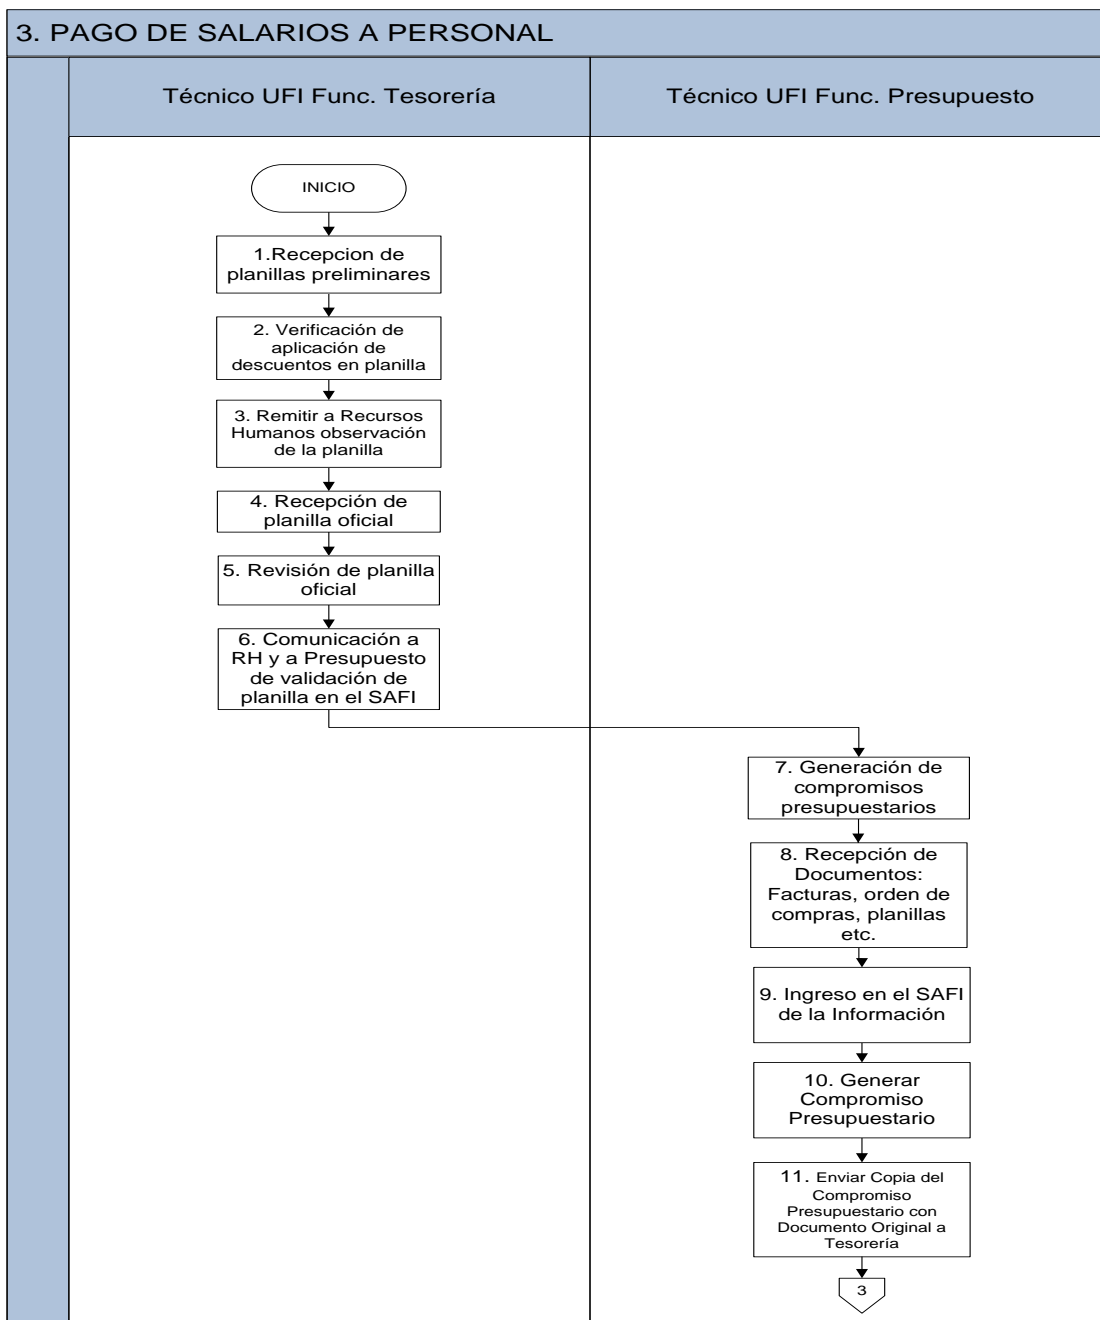 3. PAGO DE SALARIOS A PERSONAL
Técnico UFI Func. Tesorería
Técnico UFI Func. Presupuesto
INICIO
1.Recepcion de
planillas preliminares
2. Verificación de
aplicación de
descuentos en planilla
3. Remitir a Recursos
Humanos observación
de la planilla
4. Recepción de
planilla oficial
5. Revisión de planilla
oficial
6. Comunicación a
RH y a Presupuesto
de validación de
planilla en el SAFI
7. Generación de
compromisos
presupuestarios
8. Recepción de
Documentos:
Facturas, orden de
compras, planillas
etc.
9. Ingreso en el SAFI
de la Información
10. Generar
Compromiso
Presupuestario
11. Enviar Copia del
Compromiso
Presupuestario con
Documento Original a
Tesorería
3